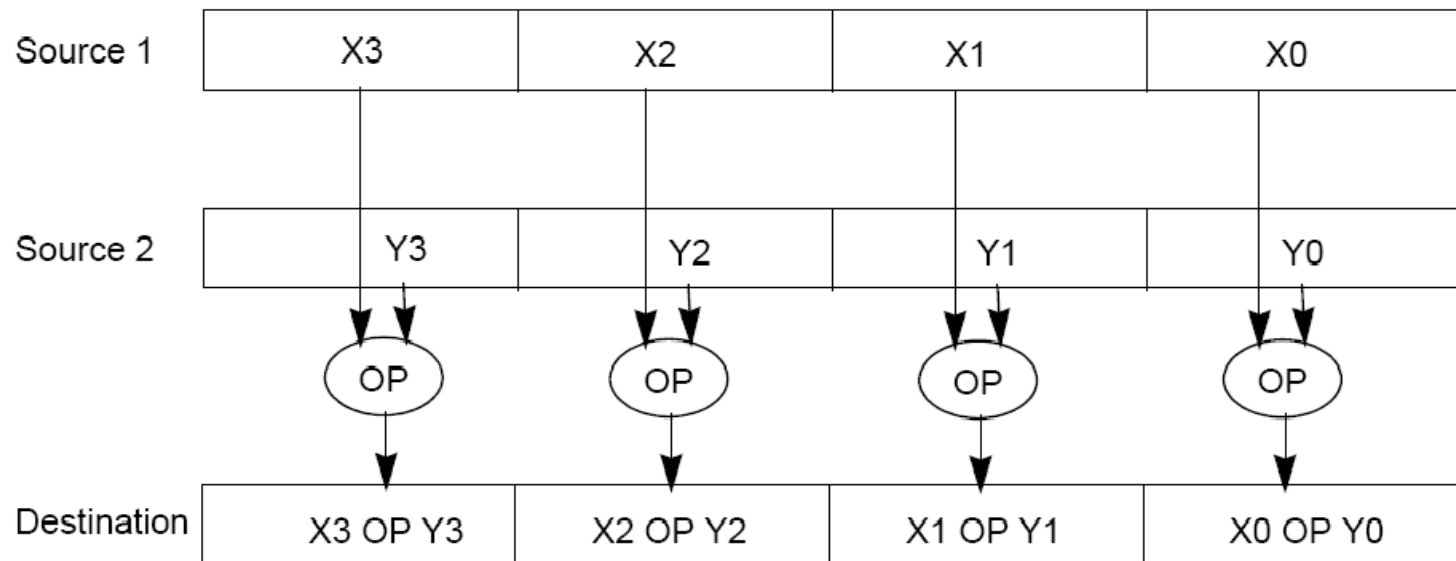 Source 1 X3 X2 X1 X0
Source 2 Y3 Y2 Y1 Y0
OP OP OP OP
Destination X3 OP Y3 X2 OP Y2 X1 OP Y1 X0 OP Y0